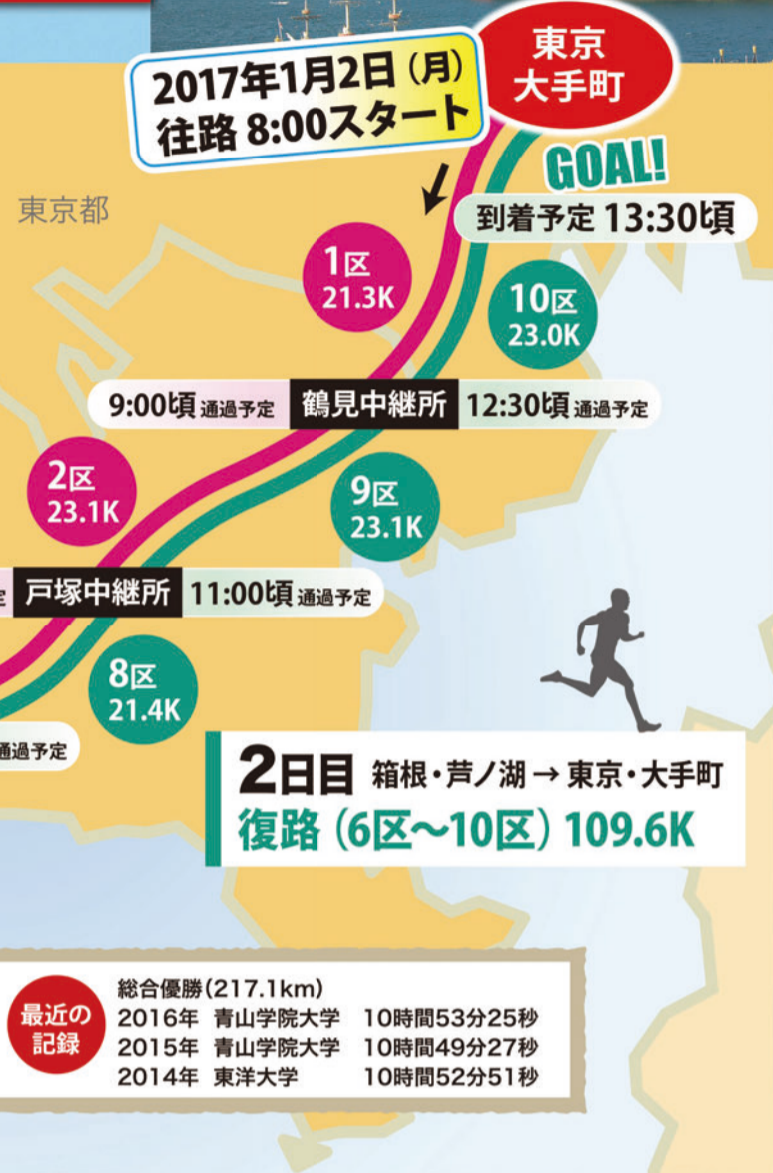 2017年1月2日（月）
往路 8:00スタート
東京
大手町
GOAL!
到着予定 13:30頃
東京都
1区
21.3K
10区
23.0K
9:00頃 通過予定 鶴見中継所 12:30頃 通過予定
2区
23.1K
9区
23.1K
定 戸塚中継所 11:00頃 通過予定
8区
21.4K
通過予定
2日目 箱根・芦ノ湖→東京・大手町
復路（6区～10区）109.6K
最近の
記録
総合優勝(217.1km)
2016年 青山学院大学 10時間53分25秒
2015年 青山学院大学 10時間49分27秒
2014年 東洋大学 10時間52分51秒